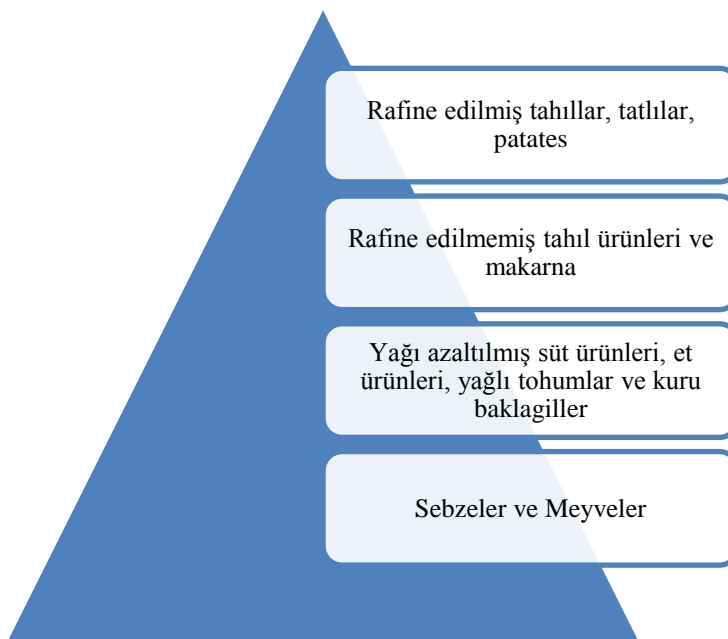 Rafine edilmiş tahıllar, tatlılar,
patates
Rafine edilmemiş tahıl ürünleri ve
makarna
Yağı azaltılmış süt ürünleri, et
ürünleri, yağlı tohumlar ve kuru
baklagiller
Sebzeler ve Meyveler